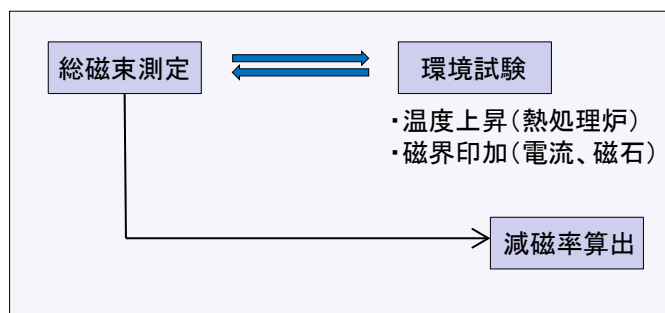 総磁束測定
環境試験
・温度上昇(熱処理炉)
・磁界印加(電流、磁石)
減磁率算出